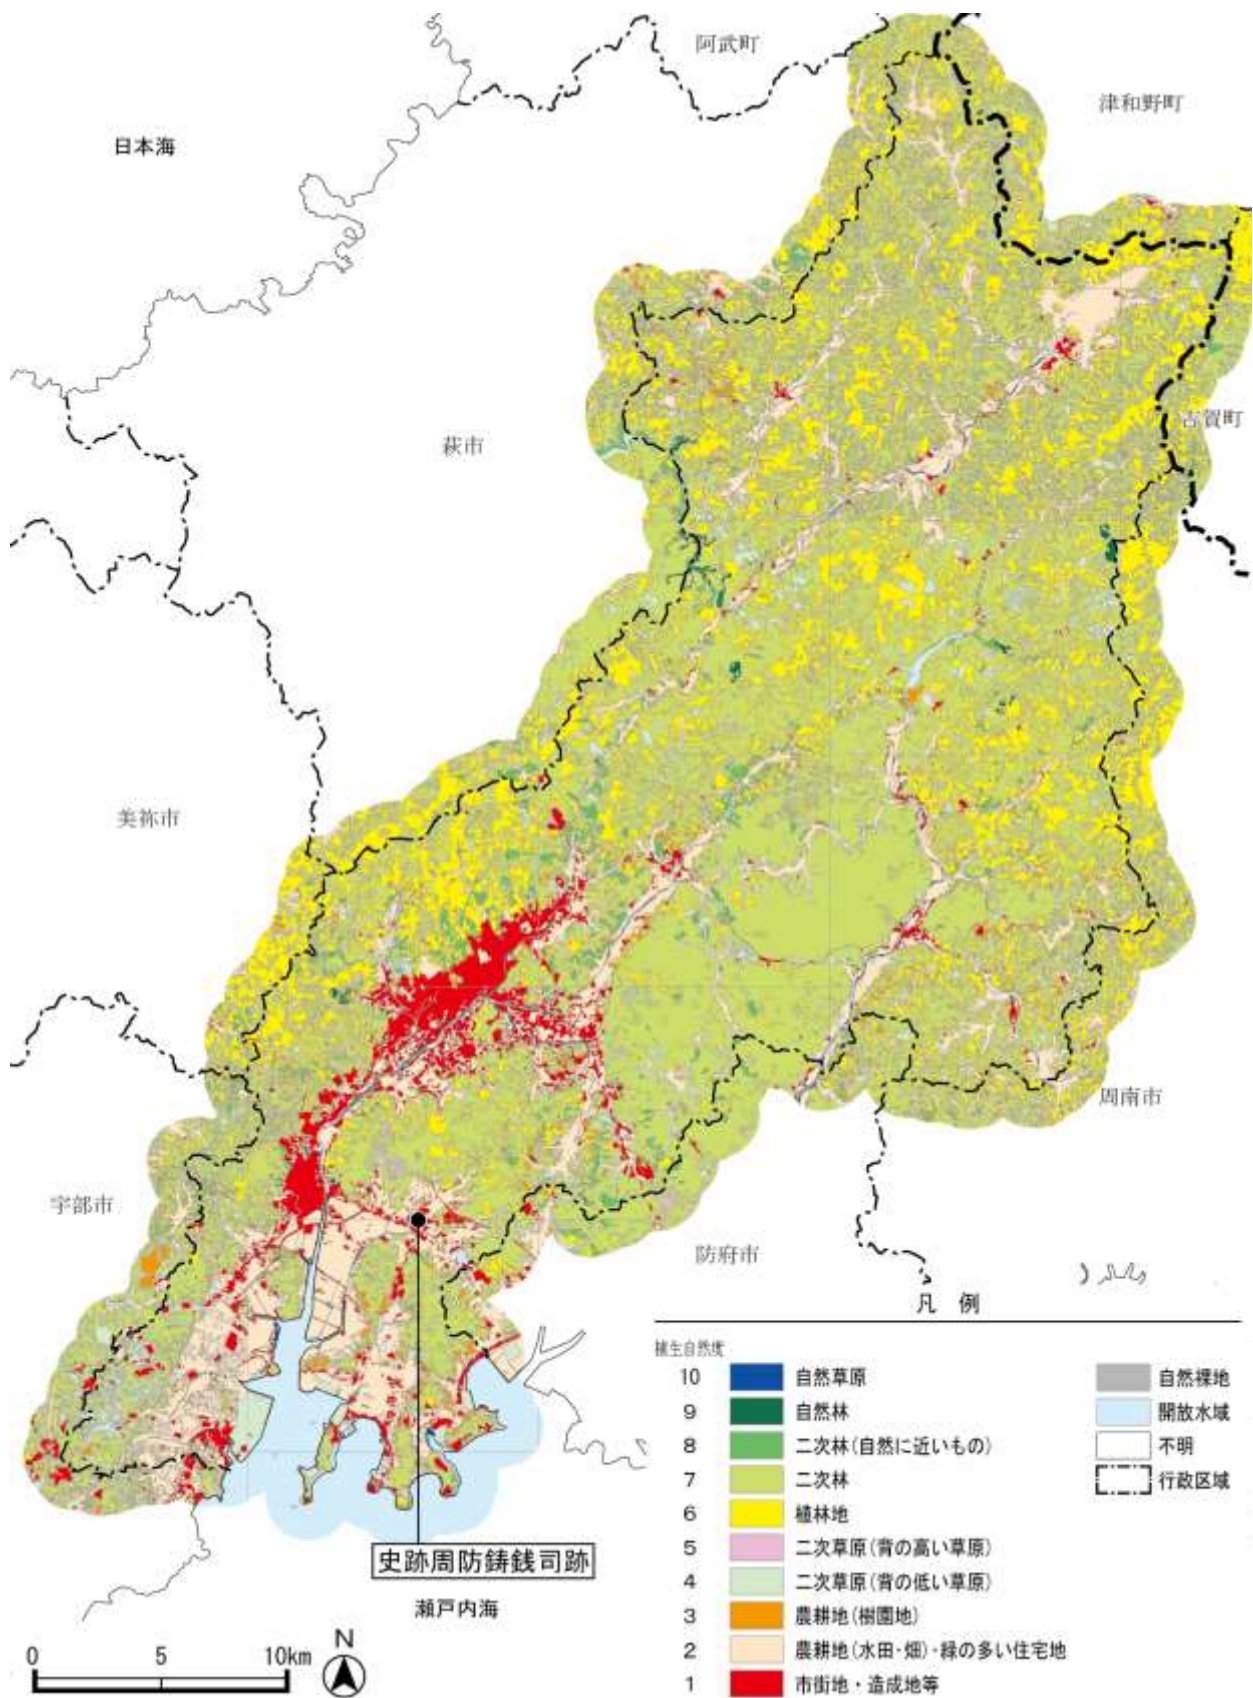 阿武町
津和野町
日本海
萩市
古賀町
美祢市
周南市
宇部市
防府市
凡 例
植生自然度
10 自然草原
9 自然林
8 二次林(自然に近いもの)
7 二次林
6 植林地
5 二次草原(背の高い草原)
4 二次草原(背の低い草原)
3 農耕地(樹園地)
2 農耕地(水田・畑)・緑の多い住宅地
1 市街地・造成地等
自然裸地
開放水域
不明
行政区域
史跡周防鋳銭司跡
瀬戸内海
0 5 10km
N